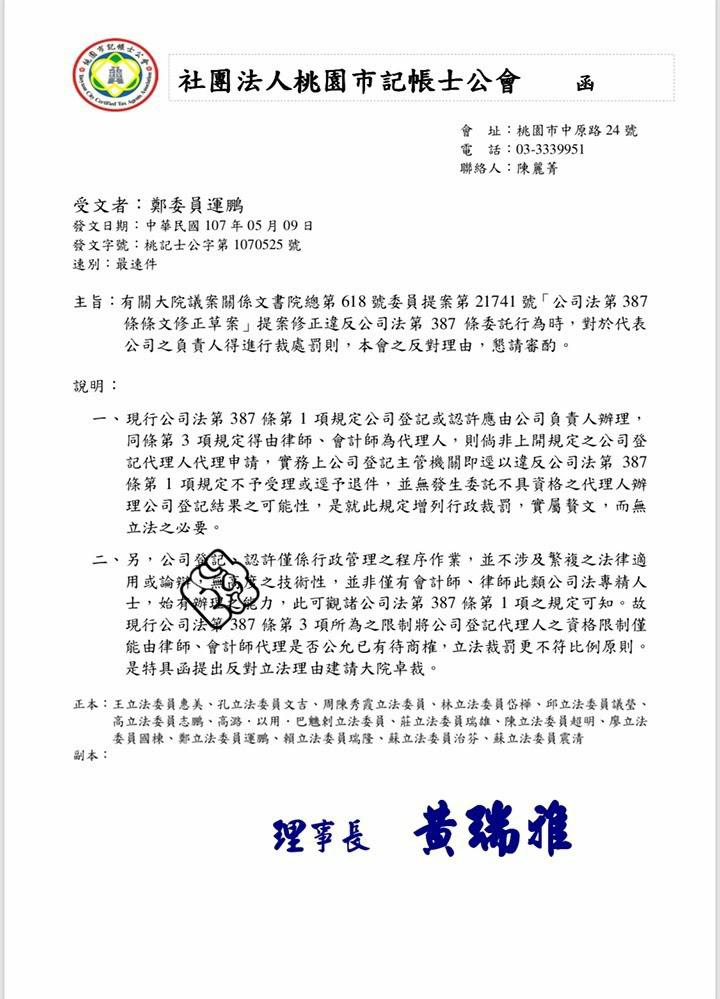 桃園市記帳士公會
Taoyuan City Certified Tax Agents Association
社團法人桃園市記帳士公會 函
會 址：桃園市中原路 24 號
電 話：03-3339951
聯絡人：陳麗菁
受文者：鄭委員運鵬
發文日期：中華民國 107 年 05 月 09 日
發文字號：桃記士公字第 1070525 號
速別：最速件
主旨：有關大院議案關係文書院總第 618 號委員提案第 21741 號「公司法第 387
條條文修正草案」提案修正違反公司法第 387 條委託行為時，對於代表
公司之負責人得進行裁處罰則，本會之反對理由，懇請審酌。
說明：
一、現行公司法第 387 條第 1 項規定公司登記或認許應由公司負責人辦理，
同條第 3 項規定得由律師、會計師為代理人，則倘非上開規定之公司登
記代理人代理申請，實務上公司登記主管機關即逕以違反公司法第 387
條第 1 項規定不予受理或逕予退件，並無發生委託不具資格之代理人辦
理公司登記結果之可能性，是就此規定增列行政裁罰，實屬贅文，而無
立法之必要。
二、另，公司登記、認許僅係行政管理之程序作業，並不涉及繁複之法律適
用或論辯、無高度之技術性，並非僅有會計師、律師此類公司法專精人
士，始有辦理之能力，此可觀諸公司法第 387 條第 1 項之規定可知。故
現行公司法第 387 條第 3 項所為之限制將公司登記代理人之資格限制僅
能由律師、會計師代理是否公允已有待商榷，立法裁罰更不符比例原則。
是特具函提出反對立法理由建請大院卓裁。
正本：王立法委員惠美、孔立法委員文吉、周陳秀霞立法委員、林立法委員岱樺、邱立法委員議瑩、
高立法委員志鵬、高潞．以用．巴魕剌立法委員、莊立法委員瑞雄、陳立法委員超明、廖立法
委員國棟、鄭立法委員運鵬、賴立法委員瑞隆、蘇立法委員治芬、蘇立法委員震清
副本：
理事長 黃瑞雅